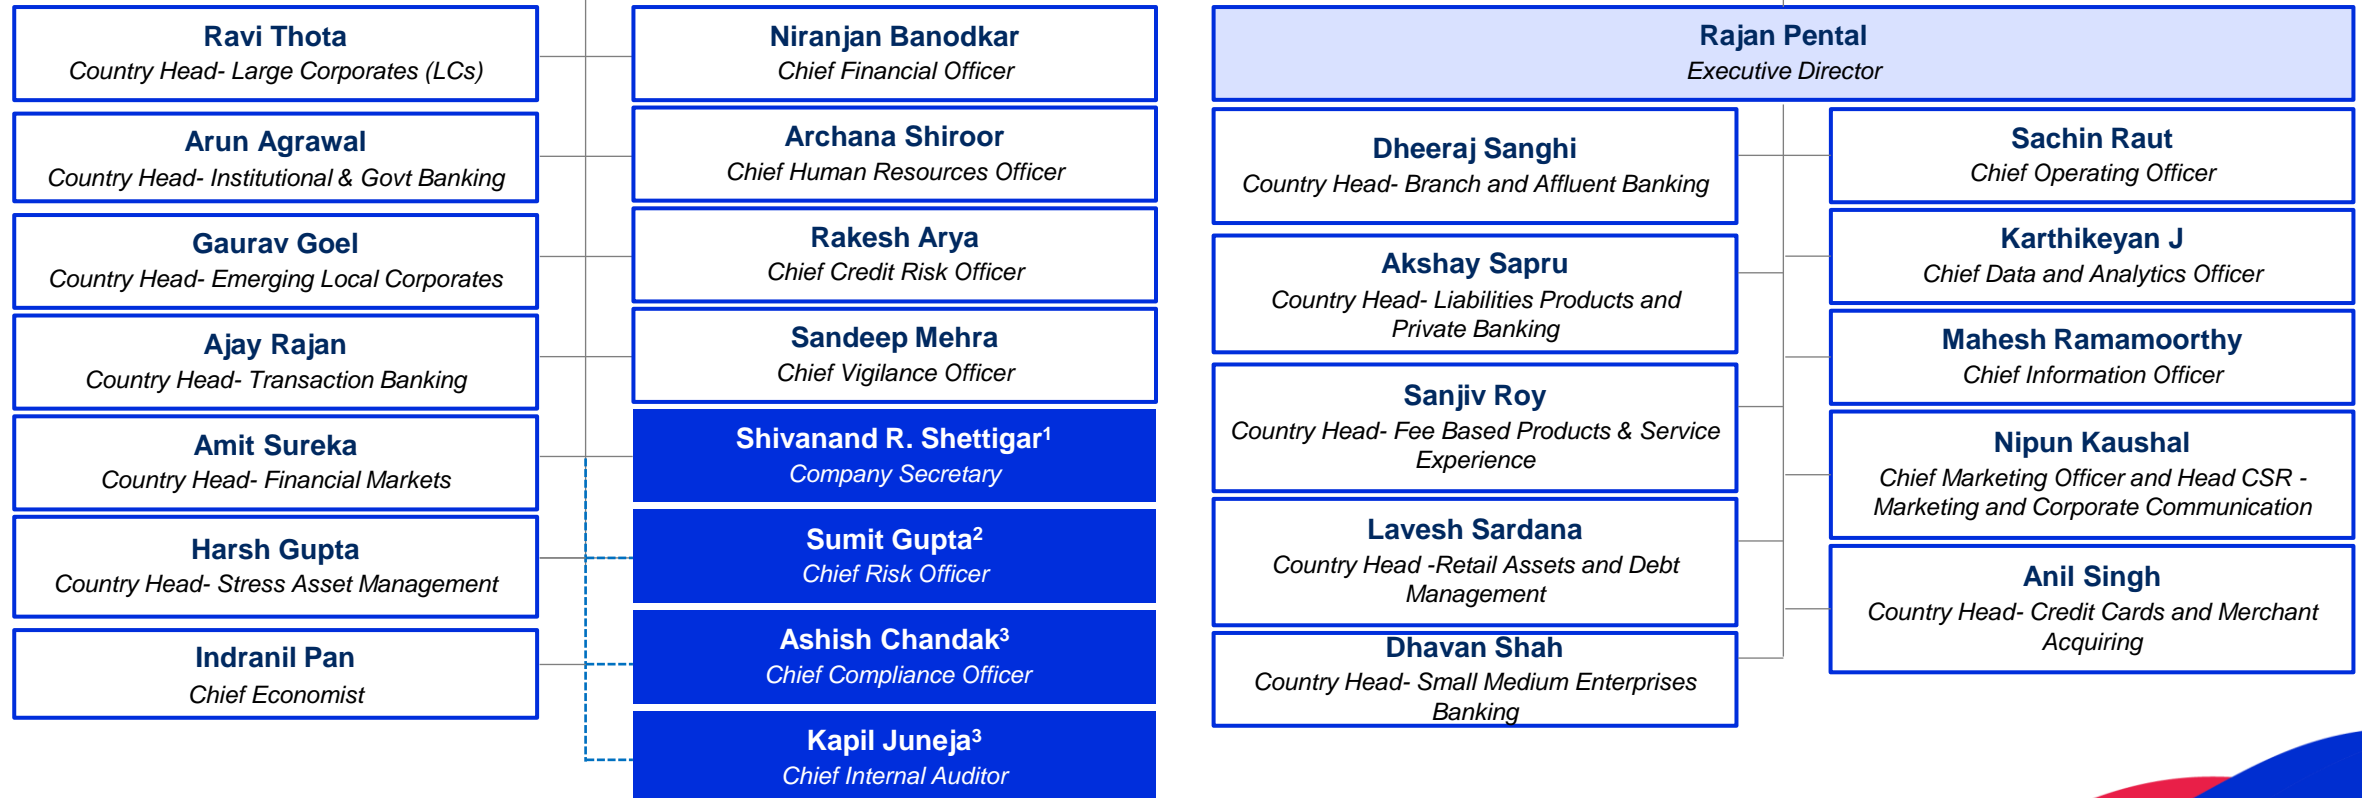 Ravi Thota
Country Head- Large Corporates (LCs)
Arun Agrawal
Country Head- Institutional & Govt Banking
Gaurav Goel
Country Head- Emerging Local Corporates
Ajay Rajan
Country Head- Transaction Banking
Amit Sureka
Country Head- Financial Markets
Harsh Gupta
Country Head- Stress Asset Management
Indranil Pan
Chief Economist
Niranjan Banodkar
Chief Financial Officer
Archana Shiroor
Chief Human Resources Officer
Rakesh Arya
Chief Credit Risk Officer
Sandeep Mehra
Chief Vigilance Officer
Shivanand R. Shettigar¹
Company Secretary
Sumit Gupta²
Chief Risk Officer
Ashish Chandak³
Chief Compliance Officer
Kapil Juneja³
Chief Internal Auditor
Rajan Pental
Executive Director
Dheeraj Sanghi
Country Head- Branch and Affluent Banking
Akshay Sapru
Country Head- Liabilities Products and
Private Banking
Sanjiv Roy
Country Head- Fee Based Products & Service
Experience
Lavesh Sardana
Country Head -Retail Assets and Debt
Management
Dhavan Shah
Country Head- Small Medium Enterprises
Banking
Sachin Raut
Chief Operating Officer
Karthikeyan J
Chief Data and Analytics Officer
Mahesh Ramamoorthy
Chief Information Officer
Nipun Kaushal
Chief Marketing Officer and Head CSR -
Marketing and Corporate Communication
Anil Singh
Country Head- Credit Cards and Merchant
Acquiring